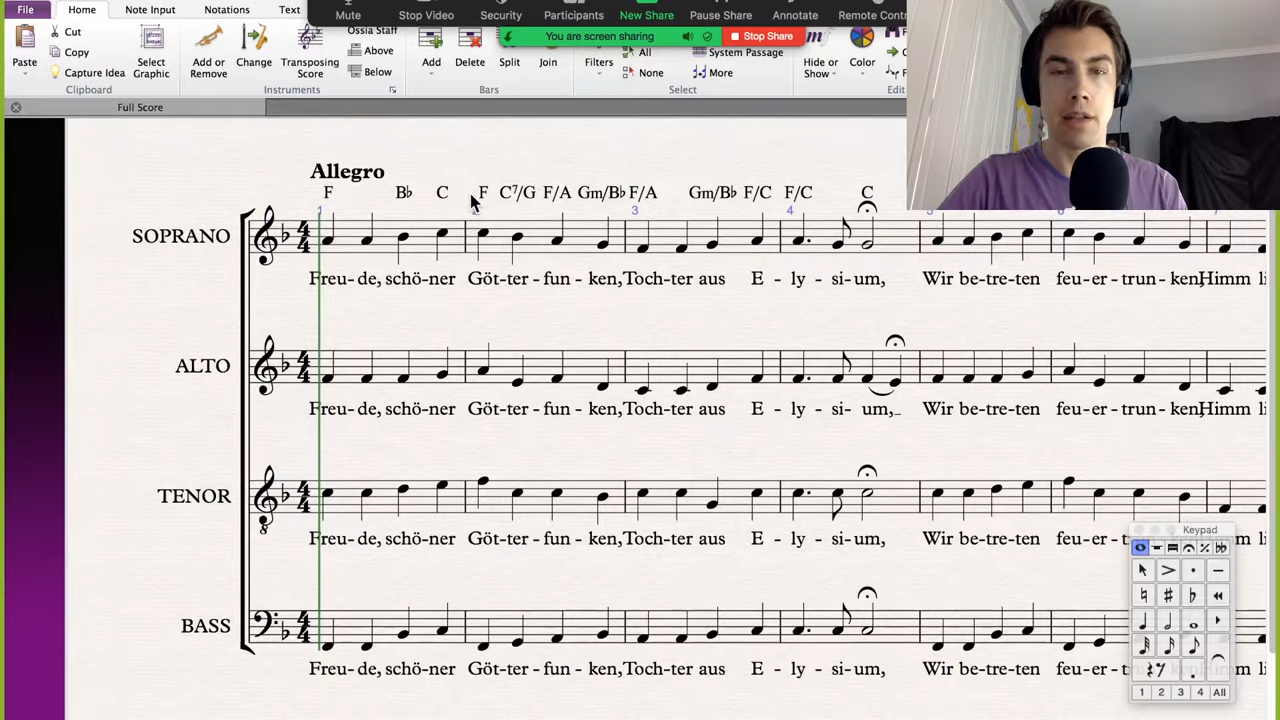 Mute Stop Video Security Participants New Share Pause Share Annotate Remote Contr
You are screen sharing Stop Share
File Home Note Input Notations Text
Cut
Copy
Capture Idea
Paste
Clipboard
Select Graphic
Add or Remove
Change
Transposing Score
Instruments
Ossia Staff
Above
Below
Add Delete Split Join
Bars
Filters
All
None
System Passage
More
Select
Hide or Show
Color
Edit
Full Score
Allegro
F B♭ C F C7/G F/A Gm/B♭ F/A Gm/B♭ F/C F/C C
1 3 4
SOPRANO
Freu-de, schö-ner Göt-ter-fun-ken, Toch-ter aus E-ly-si-um, Wir be-tre-ten feu-er-trun-ken, Himm li
ALTO
Freu-de, schö-ner Göt-ter-fun-ken, Toch-ter aus E-ly-si-um,_ Wir be-tre-ten feu-er-trun-ken, Himm li
TENOR
8
Freu-de, schö-ner Göt-ter-fun-ken, Toch-ter aus E-ly-si-um, Wir be-tre-ten feu-er-t
BASS
Freu-de, schö-ner Göt-ter-fun-ken, Toch-ter aus E-ly-si-um, Wir be-tre-ten feu-er-
Keypad
1 2 3 4 All